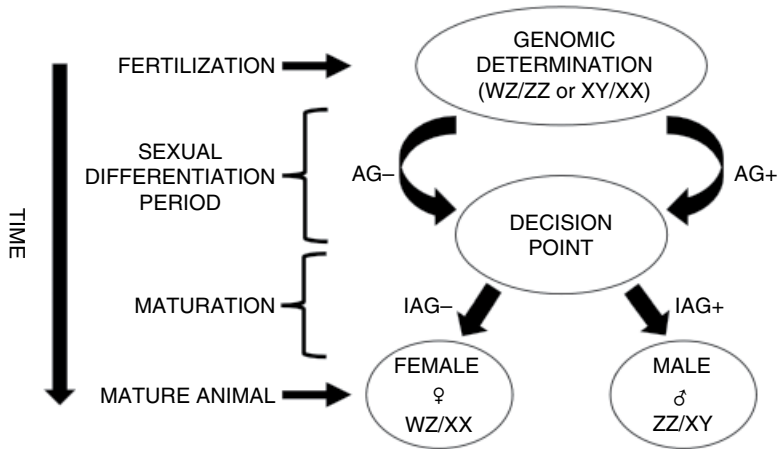 GENOMIC
DETERMINATION
(WZ/ZZ or XY/XX)
FERTILIZATION
SEXUAL
DIFFERENTIATION
PERIOD
AG–
AG+
DECISION
POINT
TIME
MATURATION
IAG–
IAG+
MATURE ANIMAL
FEMALE
♀
WZ/XX
MALE
♂
ZZ/XY